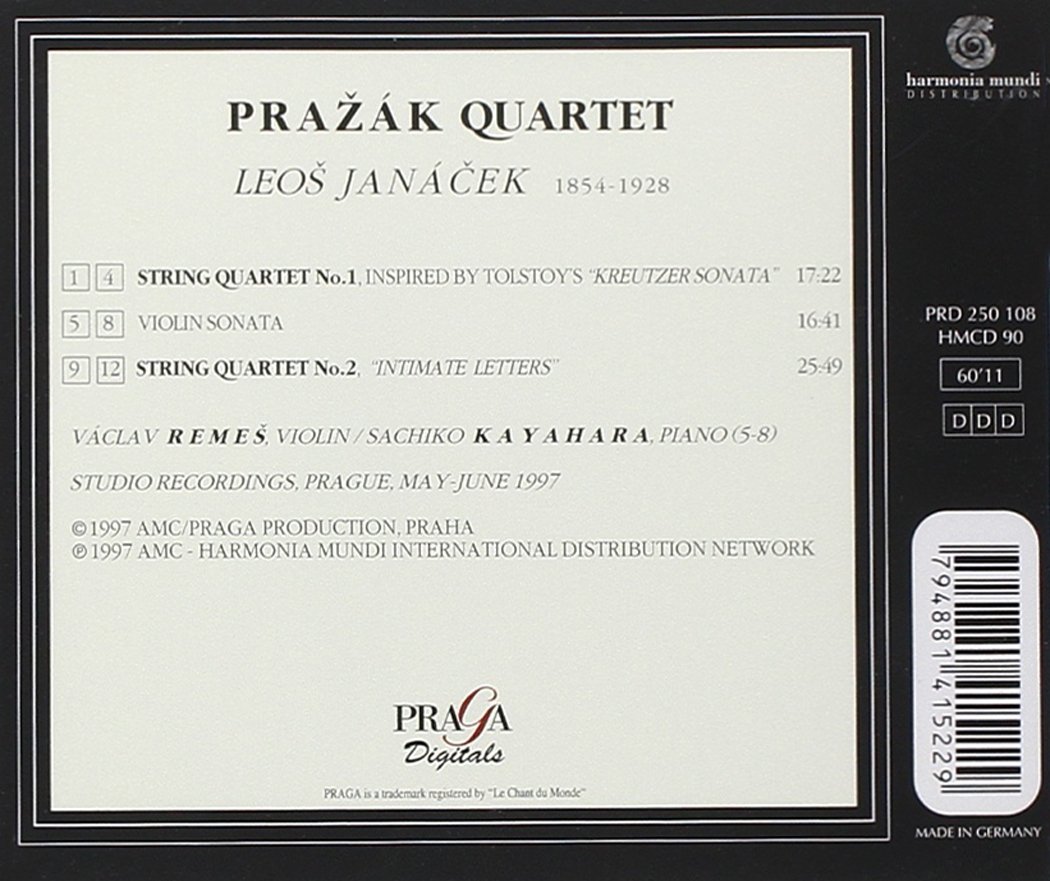 PRAŽÁK QUARTET
LEOŠ JANÁČEK 1854-1928
1 4 STRING QUARTET No.1, INSPIRED BY TOLSTOY'S "KREUTZER SONATA" 17:22
5 8 VIOLIN SONATA 16:41
9 12 STRING QUARTET No.2, "INTIMATE LETTERS" 25:49
VÁCLAV REMEŠ, VIOLIN / SACHIKO KAYAHARA, PIANO (5-8)
STUDIO RECORDINGS, PRAGUE, MAY-JUNE 1997
© 1997 AMC/PRAGA PRODUCTION, PRAHA
℗ 1997 AMC - HARMONIA MUNDI INTERNATIONAL DISTRIBUTION NETWORK
PRAGA
Digitals
PRAGA is a trademark registered by "Le Chant du Monde"
harmonia mundi
DISTRIBUTION
PRD 250 108
HMCD 90
60'11
DDD
794881415229
MADE IN GERMANY